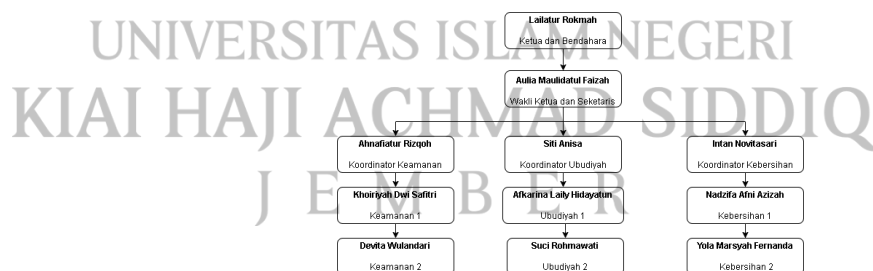 UNIVERSITAS ISLAM NEGERI
KIAI HAJI ACHMAD SIDDIQ
JEMBER
Lailatur Rokmah
Ketua dan Bendahara
Aulia Maulidatul Faizah
Wakli Ketua dan Seketaris
Ahnafiatur Rizqoh
Koordinator Keamanan
Siti Anisa
Koordinator Ubudiyah
Intan Novitasari
Koordinator Kebersihan
Khoiriyah Dwi Safitri
Keamanan 1
Afkarina Laily Hidayatun
Ubudiyah 1
Nadzifa Afni Azizah
Kebersihan 1
Devita Wulandari
Keamanan 2
Suci Rohmawati
Ubudiyah 2
Yola Marsyah Fernanda
Kebersihan 2